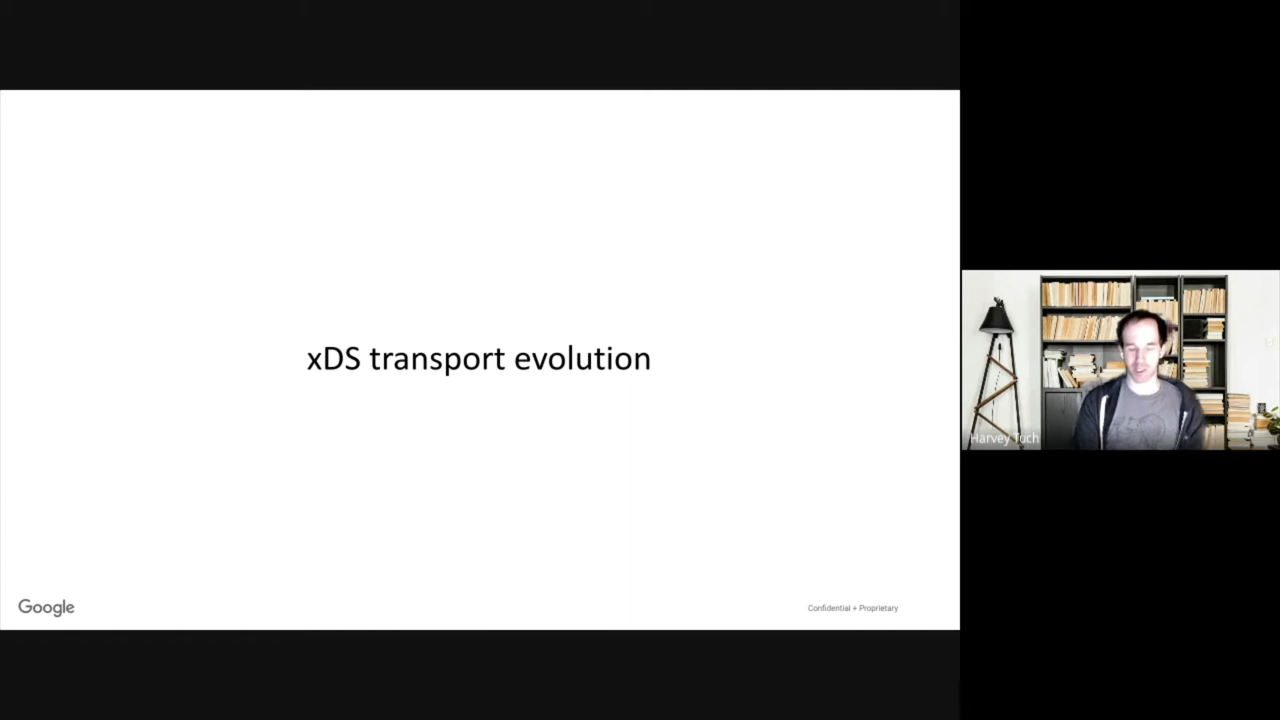 xDS transport evolution
Google
Confidential + Proprietary
Harvey Tuch